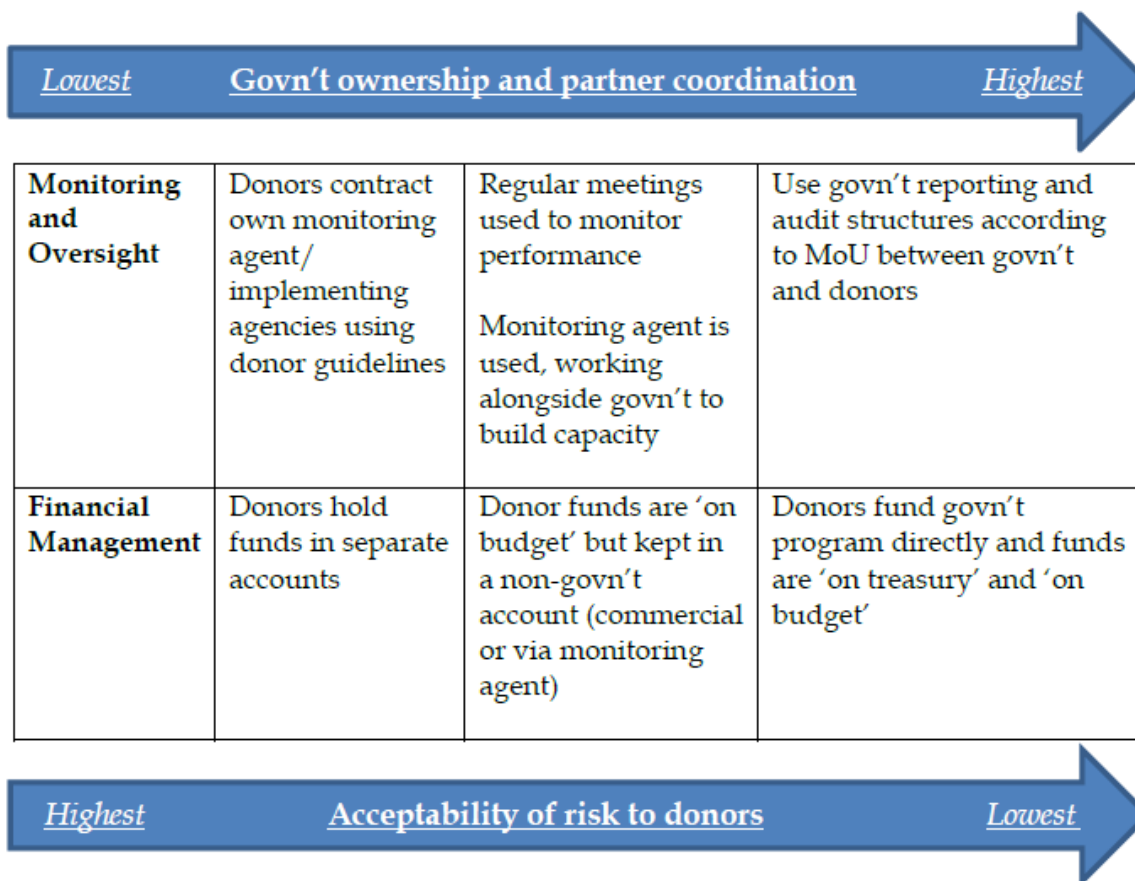 Lowest Govn't ownership and partner coordination Highest
Monitoring
and
Oversight
Donors contract
own monitoring
agent/
implementing
agencies using
donor guidelines
Regular meetings
used to monitor
performance
Monitoring agent is
used, working
alongside govn't to
build capacity
Use govn't reporting and
audit structures according
to MoU between govn't
and donors
Financial
Management
Donors hold
funds in separate
accounts
Donor funds are ‘on
budget’ but kept in
a non-govn't
account (commercial
or via monitoring
agent)
Donors fund govn't
program directly and funds
are ‘on treasury’ and ‘on
budget’
Highest Acceptability of risk to donors Lowest